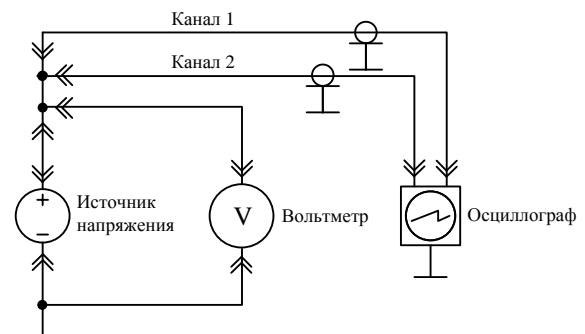 Канал 1
Канал 2
+
−
Источник
напряжения
V
Вольтметр
Осциллограф